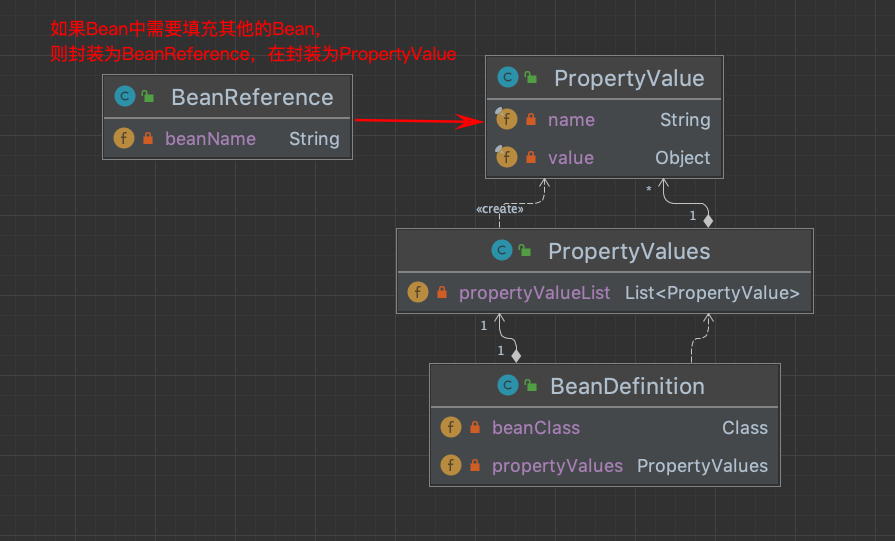 如果Bean中需要填充其他的Bean，
则封装为BeanReference，在封装为PropertyValue
C BeanReference
f beanName String
C PropertyValue
f name String
f value Object
«create»
*
1
C PropertyValues
f propertyValueList List<PropertyValue>
1
1
C BeanDefinition
f beanClass Class
f propertyValues PropertyValues